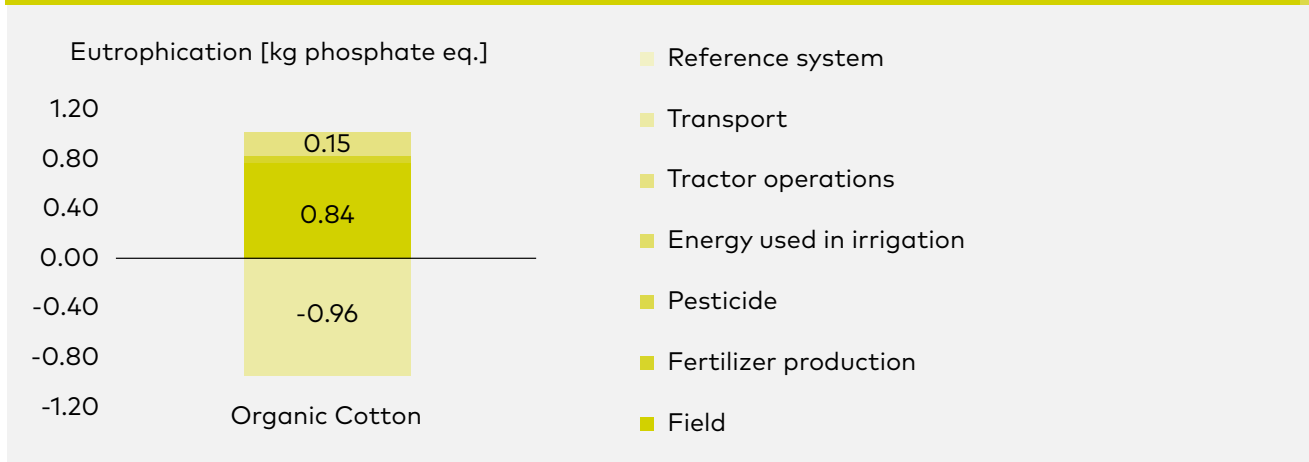 Eutrophication [kg phosphate eq.]
1.20
0.80
0.40
0.00
-0.40
-0.80
-1.20
0.15
0.84
-0.96
Organic Cotton
Reference system
Transport
Tractor operations
Energy used in irrigation
Pesticide
Fertilizer production
Field